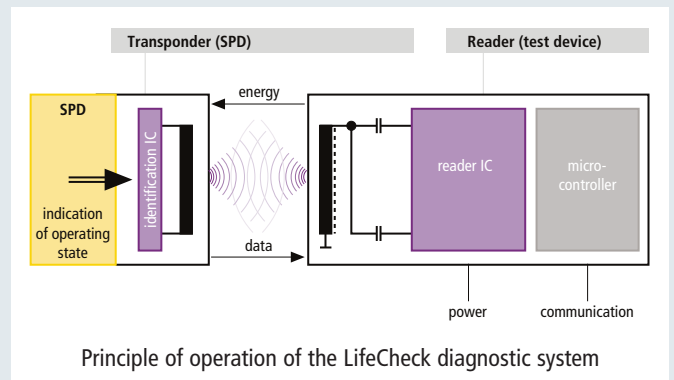 Transponder (SPD)
Reader (test device)
energy
SPD
identification IC
reader IC
micro-
controller
indication
of operating
state
data
power
communication
Principle of operation of the LifeCheck diagnostic system